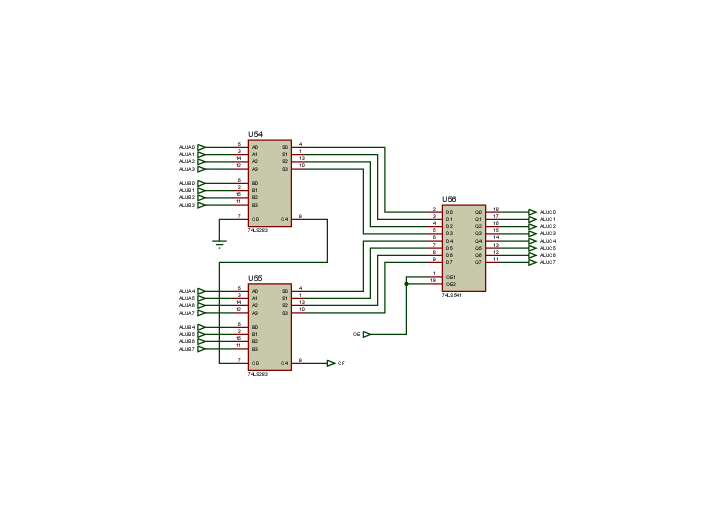 U54
ALUA0 5 A0 S0 4
ALUA1 3 A1 S1 1
ALUA2 14 A2 S2 13
ALUA3 12 A3 S3 10
ALUB0 6 B0
ALUB1 2 B1
ALUB2 15 B2
ALUB3 11 B3
7 C0 C4 9
74LS283
U56
2 D0 Q0 18 ALUC0
3 D1 Q1 17 ALUC1
4 D2 Q2 16 ALUC2
5 D3 Q3 15 ALUC3
6 D4 Q4 14 ALUC4
7 D5 Q5 13 ALUC5
8 D6 Q6 12 ALUC6
9 D7 Q7 11 ALUC7
1 OE1
19 OE2
74LS541
U55
ALUA4 5 A0 S0 4
ALUA5 3 A1 S1 1
ALUA6 14 A2 S2 13
ALUA7 12 A3 S3 10
ALUB4 6 B0
ALUB5 2 B1
ALUB6 15 B2
ALUB7 11 B3
OE
7 C0 C4 9 CF
74LS283